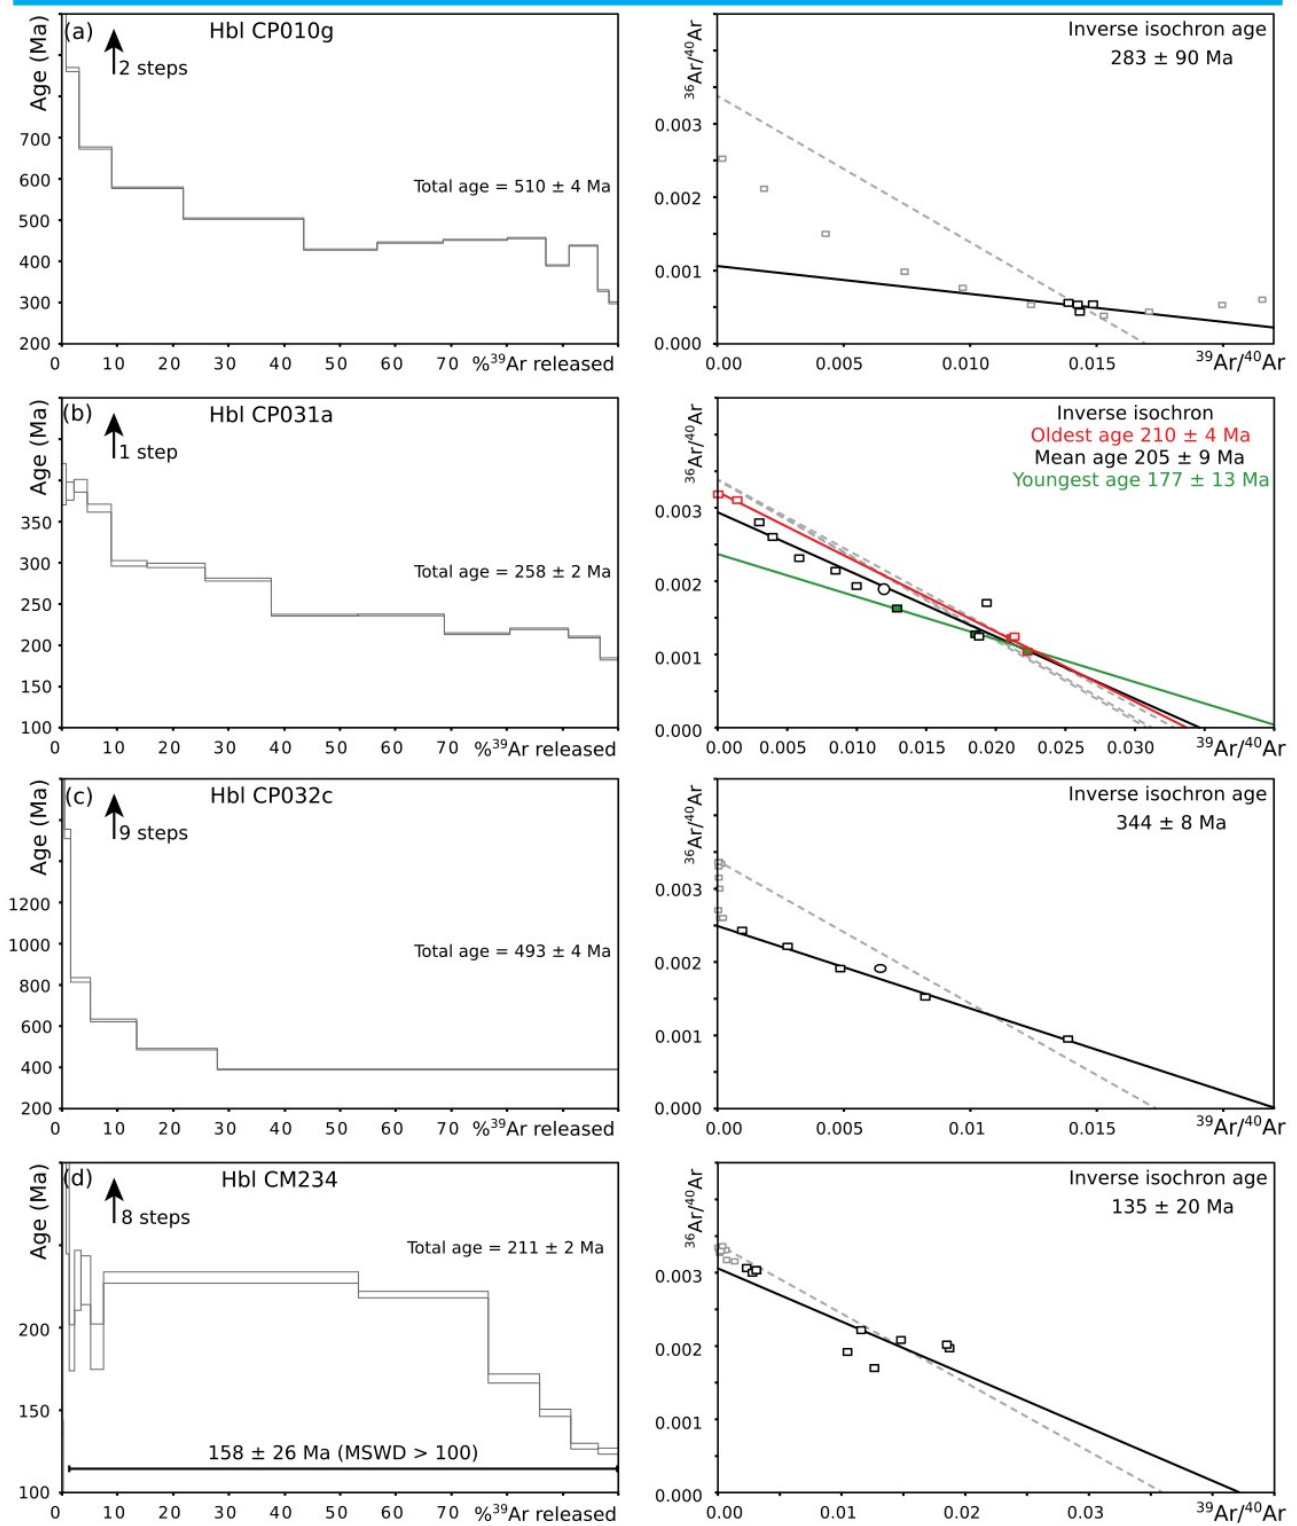 (a)
Hbl CP010g
2 steps
Total age = 510 ± 4 Ma
Age (Ma)
700
600
500
400
300
200
0 10 20 30 40 50 60 70 %³⁹Ar released
Inverse isochron age
283 ± 90 Ma
³⁶Ar/⁴⁰Ar
0.003
0.002
0.001
0.000
0.00 0.005 0.010 0.015 ³⁹Ar/⁴⁰Ar
(b)
Hbl CP031a
1 step
Total age = 258 ± 2 Ma
Age (Ma)
350
300
250
200
150
100
0 10 20 30 40 50 60 70 %³⁹Ar released
Inverse isochron
Oldest age 210 ± 4 Ma
Mean age 205 ± 9 Ma
Youngest age 177 ± 13 Ma
³⁶Ar/⁴⁰Ar
0.003
0.002
0.001
0.000
0.00 0.005 0.010 0.015 0.020 0.025 0.030 ³⁹Ar/⁴⁰Ar
(c)
Hbl CP032c
9 steps
Total age = 493 ± 4 Ma
Age (Ma)
1200
1000
800
600
400
200
0 10 20 30 40 50 60 70 %³⁹Ar released
Inverse isochron age
344 ± 8 Ma
³⁶Ar/⁴⁰Ar
0.003
0.002
0.001
0.000
0.00 0.005 0.01 0.015 ³⁹Ar/⁴⁰Ar
(d)
Hbl CM234
8 steps
Total age = 211 ± 2 Ma
158 ± 26 Ma (MSWD > 100)
Age (Ma)
200
150
100
0 10 20 30 40 50 60 70 %³⁹Ar released
Inverse isochron age
135 ± 20 Ma
³⁶Ar/⁴⁰Ar
0.003
0.002
0.001
0.000
0.00 0.01 0.02 0.03 ³⁹Ar/⁴⁰Ar